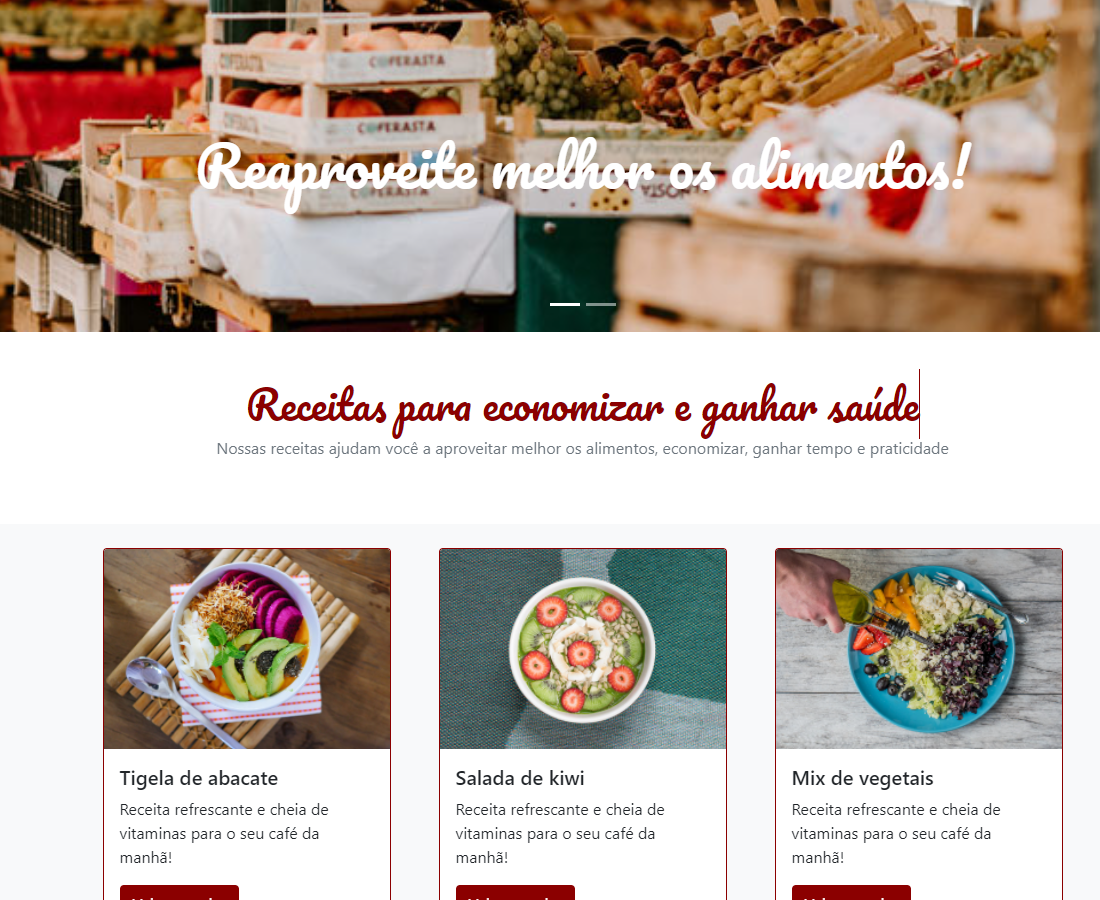 COFERASTA
COFERASTA
COFERASTA
Reaproveite melhor os alimentos!
Receitas para economizar e ganhar saúde
Nossas receitas ajudam você a aproveitar melhor os alimentos, economizar, ganhar tempo e praticidade
Tigela de abacate
Salada de kiwi
Mix de vegetais
Receita refrescante e cheia de
vitaminas para o seu café da
manhã!
Receita refrescante e cheia de
vitaminas para o seu café da
manhã!
Receita refrescante e cheia de
vitaminas para o seu café da
manhã!